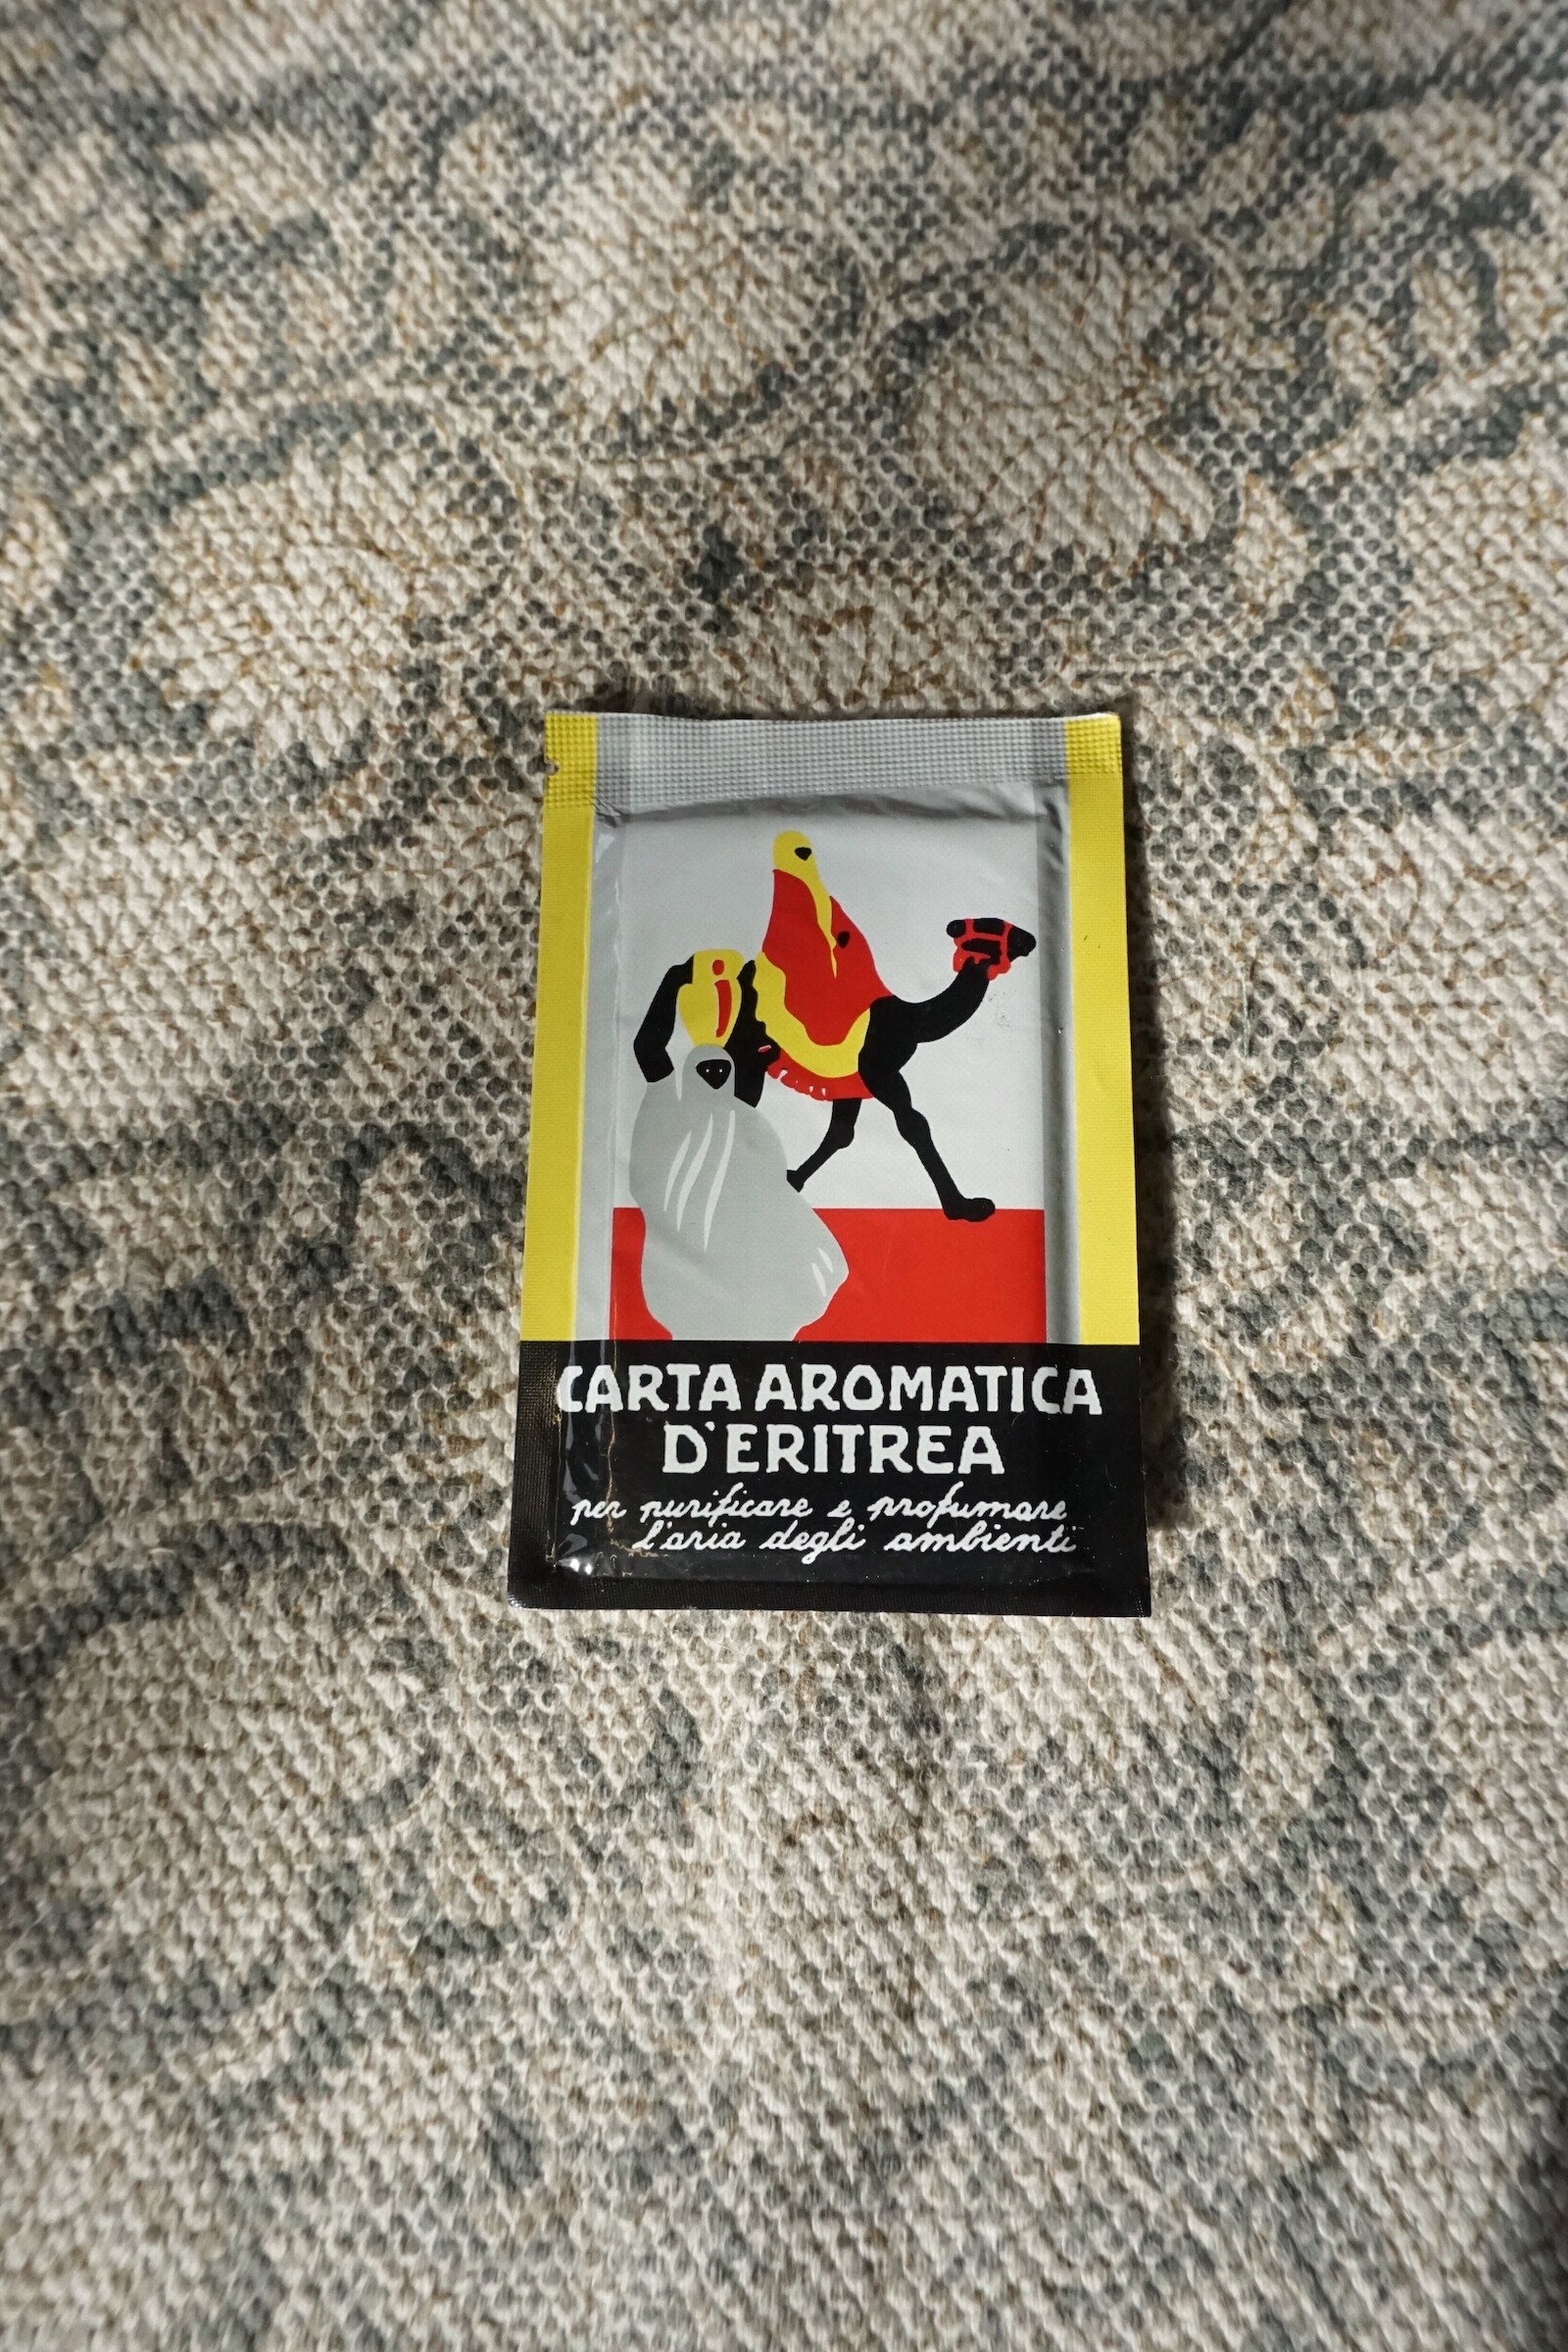 CARTA AROMATICA
D'ERITREA
per purificare e profumare
l'aria degli ambienti